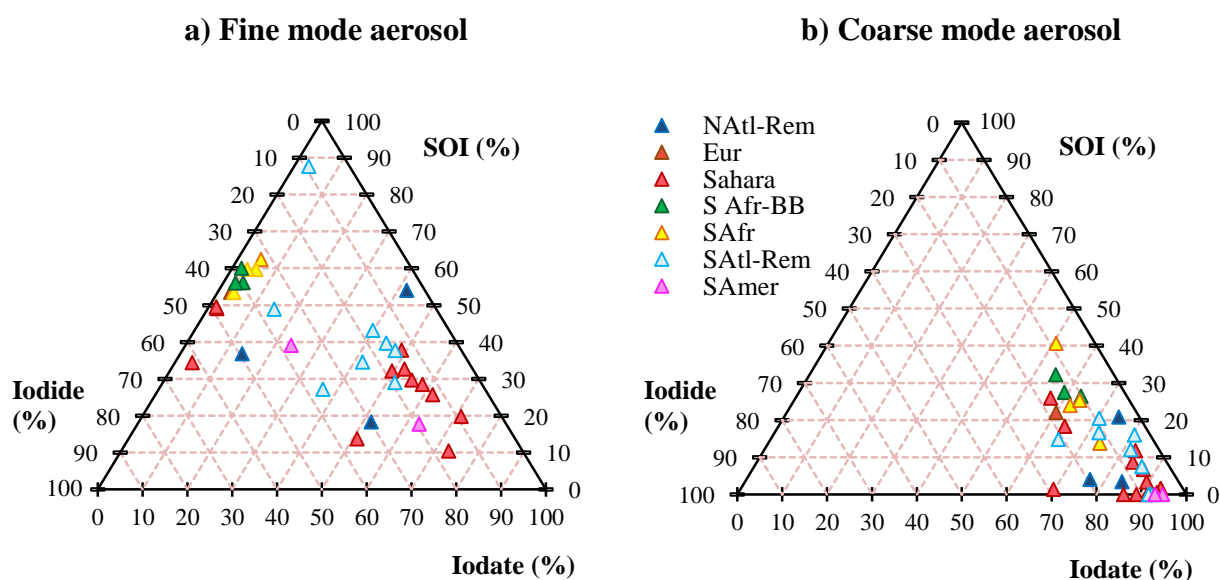 a) Fine mode aerosol
0 100
SOI (%)
10 90
20 80
30 70
40 60
50 50
60 40
70 30
80 20
90 10
100 0
Iodide
(%)
0 10 20 30 40 50 60 70 80 90 100
Iodate (%)
NAtl-Rem
Eur
Sahara
S Afr-BB
SAfr
SAtl-Rem
SAmer
b) Coarse mode aerosol
0 100
SOI (%)
10 90
20 80
30 70
40 60
50 50
60 40
70 30
80 20
90 10
100 0
Iodide
(%)
0 10 20 30 40 50 60 70 80 90 100
Iodate (%)